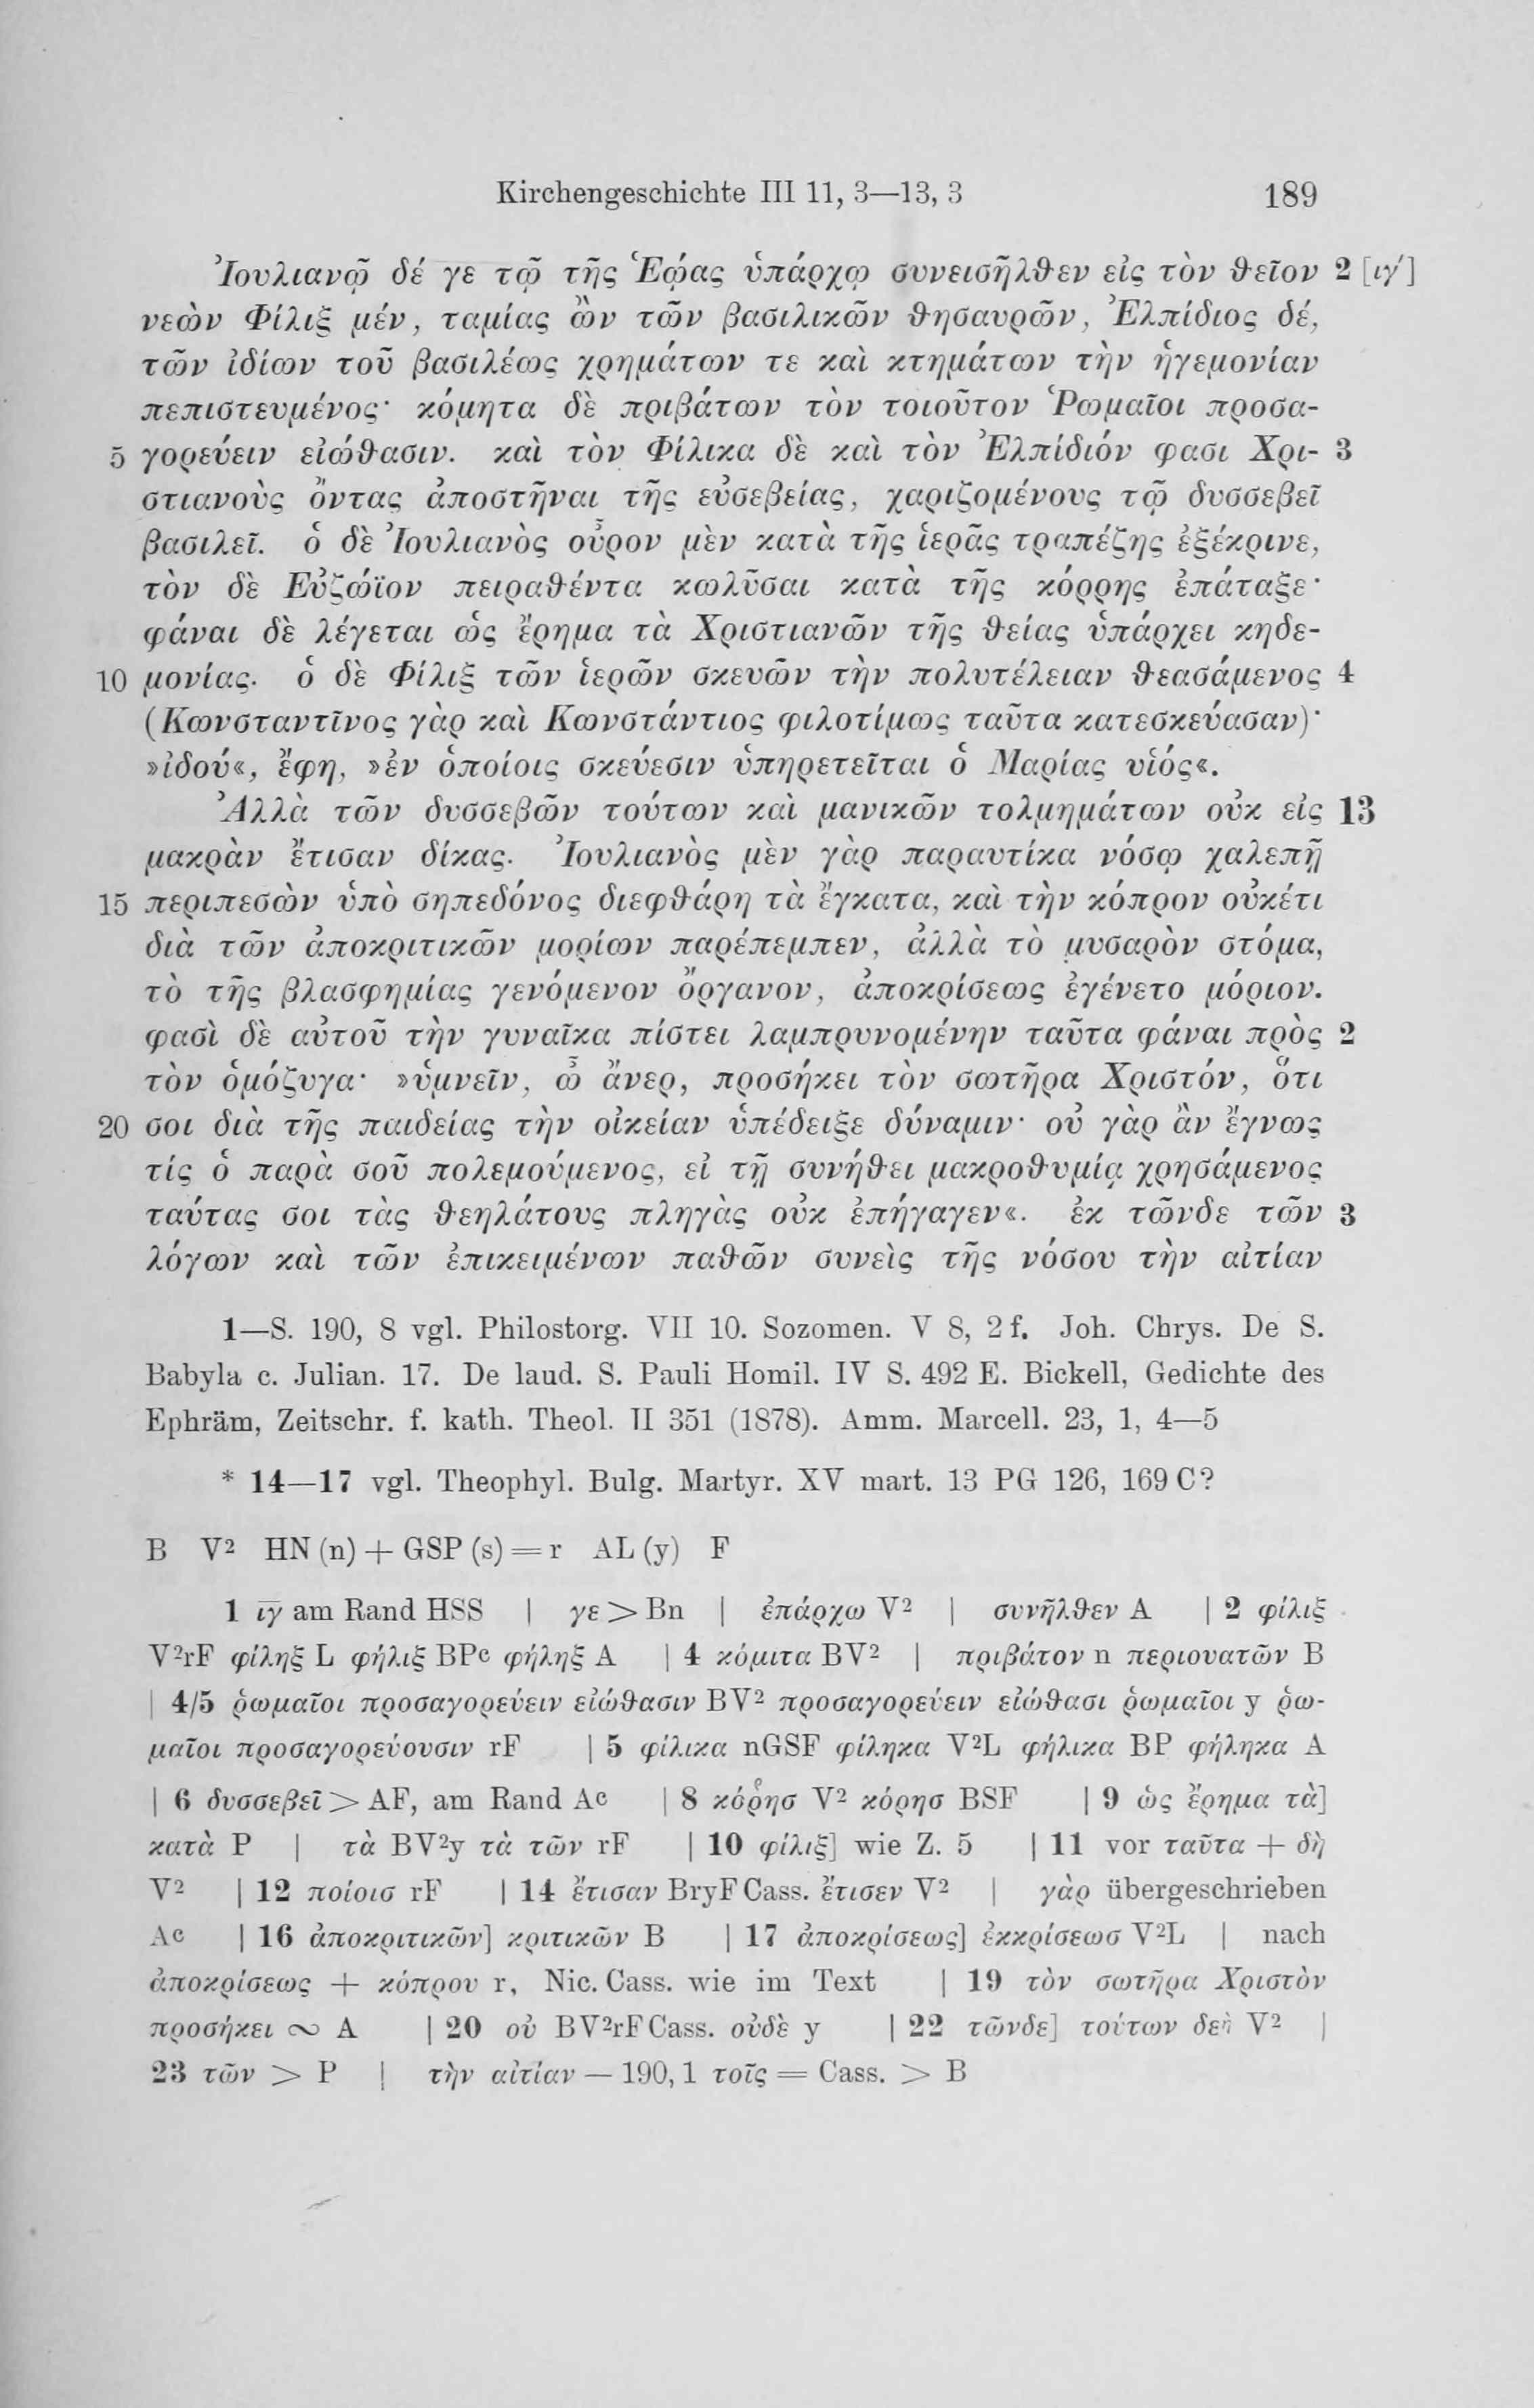 Kirchengeschichte III 11, 3—13, 3 189
Ἰουλιανῷ δέ γε τῷ τῆς Ἑῴας ὑπάρχῳ συνεισῆλθεν εἰς τὸν θεῖον 2 [ιγ′]
νεὼν Φίλιξ μέν, ταμίας ὢν τῶν βασιλικῶν θησαυρῶν, Ἐλπίδιος δέ,
τῶν ἰδίων τοῦ βασιλέως χρημάτων τε καὶ κτημάτων τὴν ἡγεμονίαν
πεπιστευμένος· κόμητα δὲ πριβάτων τὸν τοιοῦτον Ῥωμαῖοι προσα-
5 γορεύειν εἰώθασιν. καὶ τὸν Φίλικα δὲ καὶ τὸν Ἐλπίδιόν φασι Χρι- 3
στιανοὺς ὄντας ἀποστῆναι τῆς εὐσεβείας, χαριζομένους τῷ δυσσεβεῖ
βασιλεῖ. ὁ δὲ Ἰουλιανὸς οὖρον μὲν κατὰ τῆς ἱερᾶς τραπέζης ἐξέκρινε,
τὸν δὲ Εὐζώϊον πειραθέντα κωλῦσαι κατὰ τῆς κόρρης ἐπάταξε·
φάναι δὲ λέγεται ὡς ἔρημα τὰ Χριστιανῶν τῆς θείας ὑπάρχει κηδε-
10 μονίας. ὁ δὲ Φίλιξ τῶν ἱερῶν σκευῶν τὴν πολυτέλειαν θεασάμενος 4
(Κωνσταντῖνος γὰρ καὶ Κωνστάντιος φιλοτίμως ταῦτα κατεσκεύασαν)·
»ἰδού«, ἔφη, »ἐν ὁποίοις σκεύεσιν ὑπηρετεῖται ὁ Μαρίας υἱός«.
Ἀλλὰ τῶν δυσσεβῶν τούτων καὶ μανικῶν τολμημάτων οὐκ εἰς 13
μακρὰν ἔτισαν δίκας. Ἰουλιανὸς μὲν γὰρ παραυτίκα νόσῳ χαλεπῇ
15 περιπεσὼν ὑπὸ σηπεδόνος διεφθάρη τὰ ἔγκατα, καὶ τὴν κόπρον οὐκέτι
διὰ τῶν ἀποκριτικῶν μορίων παρέπεμπεν, ἀλλὰ τὸ μυσαρὸν στόμα,
τὸ τῆς βλασφημίας γενόμενον ὄργανον, ἀποκρίσεως ἐγένετο μόριον.
φασὶ δὲ αὐτοῦ τὴν γυναῖκα πίστει λαμπρυνομένην ταῦτα φάναι πρὸς 2
τὸν ὁμόζυγα· »ὑμνεῖν, ὦ ἄνερ, προσήκει τὸν σωτῆρα Χριστόν, ὅτι
20 σοι διὰ τῆς παιδείας τὴν οἰκείαν ὑπέδειξε δύναμιν· οὐ γὰρ ἂν ἔγνως
τίς ὁ παρὰ σοῦ πολεμούμενος, εἰ τῇ συνήθει μακροθυμίᾳ χρησάμενος
ταύτας σοι τὰς θεηλάτους πληγὰς οὐκ ἐπήγαγεν«. ἐκ τῶνδε τῶν 3
λόγων καὶ τῶν ἐπικειμένων παθῶν συνεὶς τῆς νόσου τὴν αἰτίαν
1—S. 190, 8 vgl. Philostorg. VII 10. Sozomen. V 8, 2 f. Joh. Chrys. De S.
Babyla c. Julian. 17. De laud. S. Pauli Homil. IV S. 492 E. Bickell, Gedichte des
Ephräm, Zeitschr. f. kath. Theol. II 351 (1878). Amm. Marcell. 23, 1, 4—5
* 14—17 vgl. Theophyl. Bulg. Martyr. XV mart. 13 PG 126, 169 C?
B V² HN (n) + GSP (s) = r AL (y) F
1 ιγ am Rand HSS | γε > Bn | ἐπάρχω V² | συνῆλθεν A | 2 φίλιξ
V²rF φίληξ L φήλιξ BPᶜ φήληξ A | 4 κόμιτα BV² | πριβάτον n περιουατῶν B
| 4/5 ῥωμαῖοι προσαγορεύειν εἰώθασιν BV² προσαγορεύειν εἰώθασι ῥωμαῖοι y ῥω-
μαῖοι προσαγορεύουσιν rF | 5 φίλικα nGSF φίληκα V²L φήλικα BP φήληκα A
| 6 δυσσεβεῖ > AF, am Rand Aᶜ | 8 κόῤησ V² κόρησ BSF | 9 ὡς ἔρημα τὰ]
κατὰ P | τὰ BV²y τὰ τῶν rF | 10 φίλιξ] wie Z. 5 | 11 vor ταῦτα + δὴ
V² | 12 ποίοισ rF | 14 ἔτισαν BryF Cass. ἔτισεν V² | γὰρ übergeschrieben
Aᶜ | 16 ἀποκριτικῶν] κριτικῶν B | 17 ἀποκρίσεως] ἐκκρίσεωσ V²L | nach
ἀποκρίσεως + κόπρου r, Nic. Cass. wie im Text | 19 τὸν σωτῆρα Χριστὸν
προσήκει ∾ A | 20 οὐ BV²rF Cass. οὐδὲ y | 22 τῶνδε] τούτων δεὴ V² |
23 τῶν > P | τὴν αἰτίαν — 190, 1 τοῖς = Cass. > B